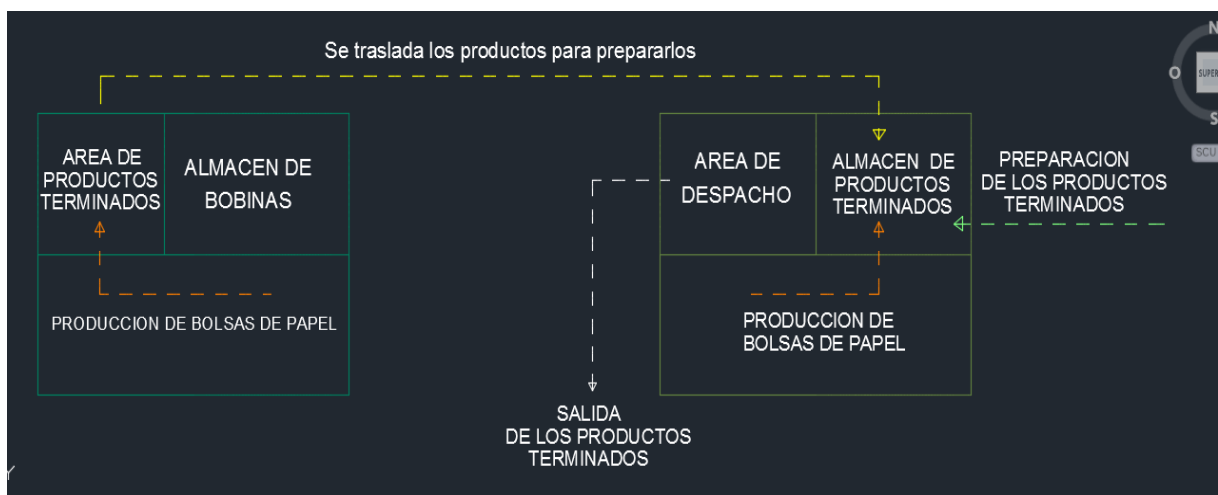 Se traslada los productos para prepararlos
AREA DE
PRODUCTOS
TERMINADOS
ALMACEN DE
BOBINAS
PRODUCCION DE BOLSAS DE PAPEL
AREA DE
DESPACHO
ALMACEN DE
PRODUCTOS
TERMINADOS
PREPARACION
DE LOS PRODUCTOS
TERMINADOS
PRODUCCION DE
BOLSAS DE PAPEL
SALIDA
DE LOS PRODUCTOS
TERMINADOS
N
O
SUPER
S
SCU
Y